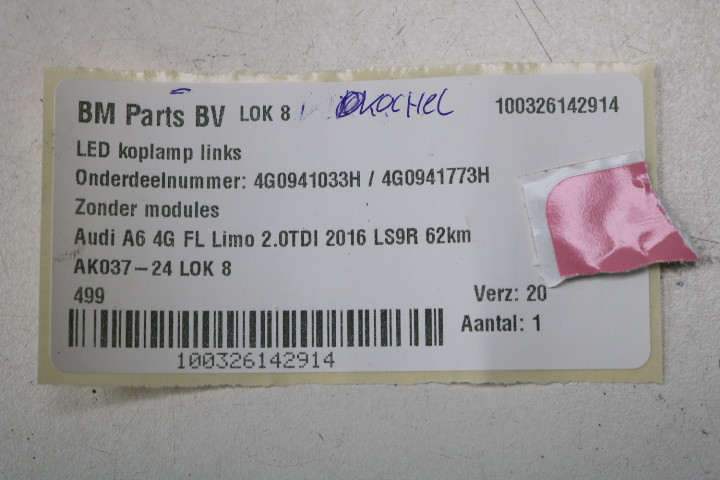 BM Parts BV LOK 8 100326142914
LED koplamp links
Onderdeelnummer: 4G0941033H / 4G0941773H
Zonder modules
Audi A6 4G FL Limo 2.0TDI 2016 LS9R 62km
AK037-24 LOK 8
499 Verz: 20
Aantal: 1
100326142914